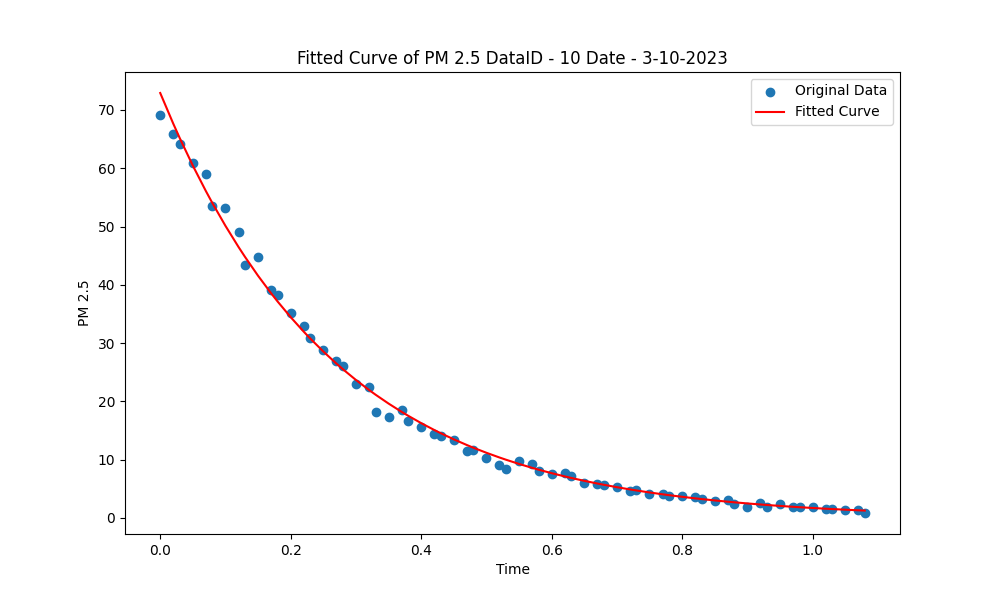 Fitted Curve of PM 2.5 DataID - 10 Date - 3-10-2023
Original Data
Fitted Curve
70
60
50
40
30
20
10
0
PM 2.5
0.0 0.2 0.4 0.6 0.8 1.0
Time